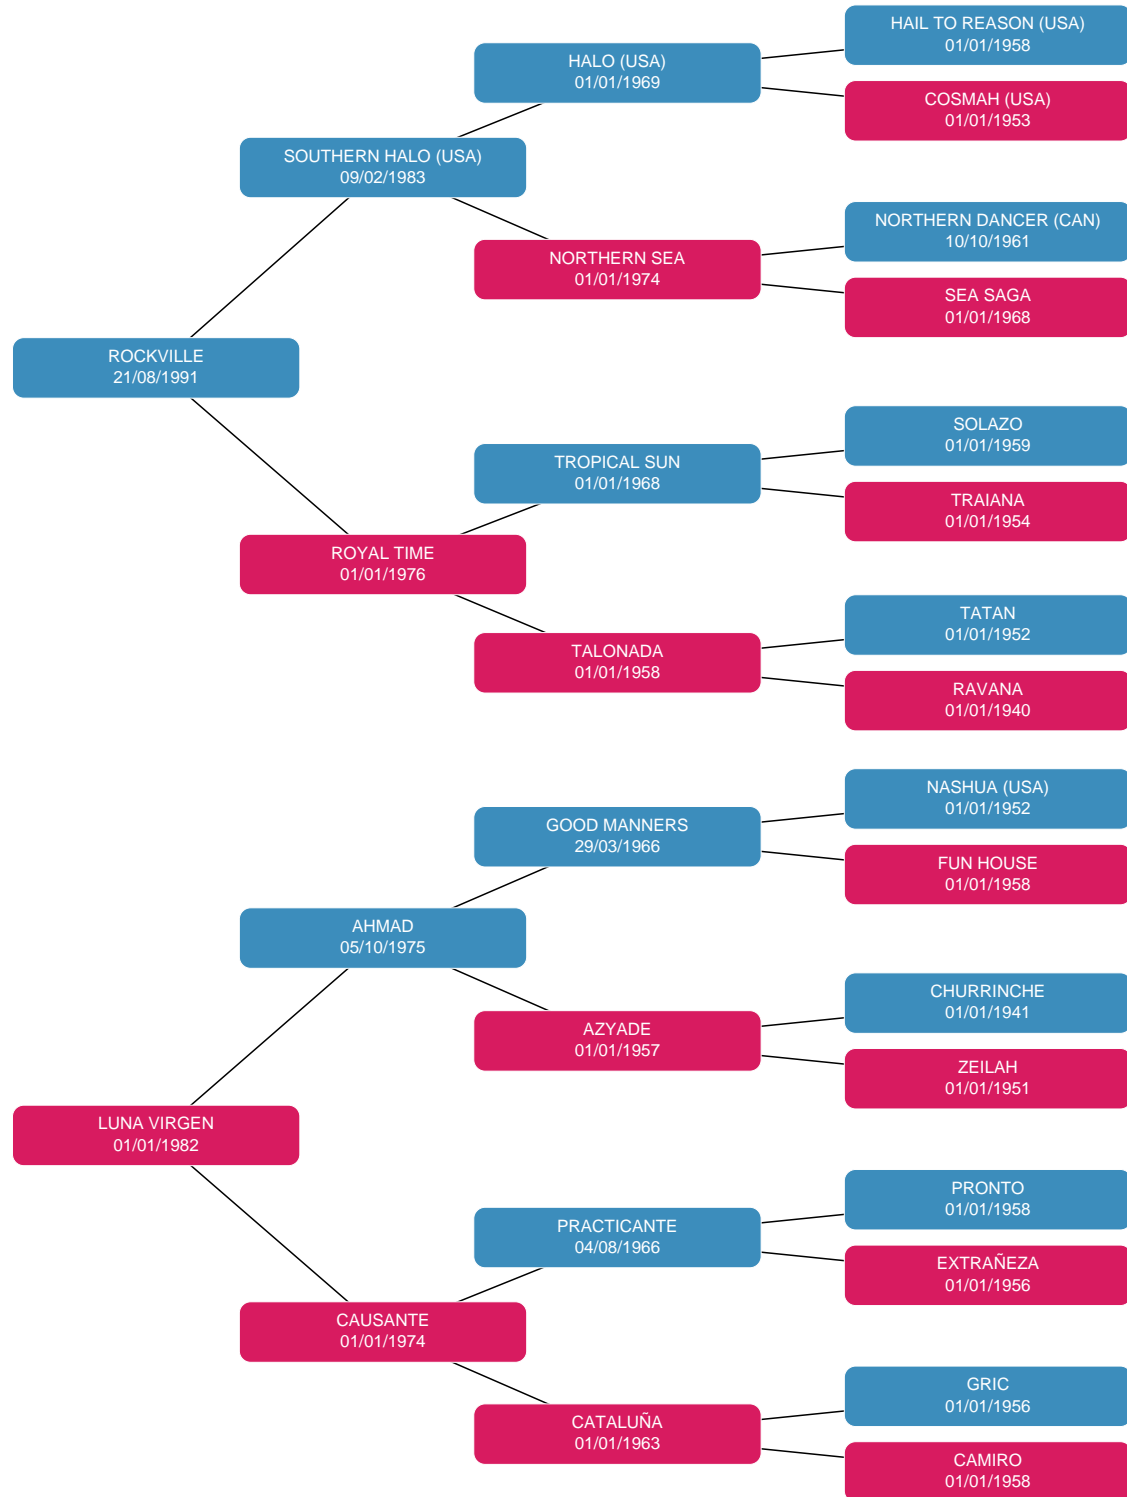 HAIL TO REASON (USA)
01/01/1958
HALO (USA)
01/01/1969
COSMAH (USA)
01/01/1953
SOUTHERN HALO (USA)
09/02/1983
NORTHERN DANCER (CAN)
10/10/1961
NORTHERN SEA
01/01/1974
SEA SAGA
01/01/1968
ROCKVILLE
21/08/1991
SOLAZO
01/01/1959
TROPICAL SUN
01/01/1968
TRAIANA
01/01/1954
ROYAL TIME
01/01/1976
TATAN
01/01/1952
TALONADA
01/01/1958
RAVANA
01/01/1940
NASHUA (USA)
01/01/1952
GOOD MANNERS
29/03/1966
FUN HOUSE
01/01/1958
AHMAD
05/10/1975
CHURRINCHE
01/01/1941
AZYADE
01/01/1957
ZEILAH
01/01/1951
LUNA VIRGEN
01/01/1982
PRONTO
01/01/1958
PRACTICANTE
04/08/1966
EXTRAÑEZA
01/01/1956
CAUSANTE
01/01/1974
GRIC
01/01/1956
CATALUÑA
01/01/1963
CAMIRO
01/01/1958